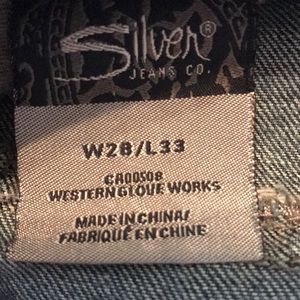 Silver®
JEANS CO.
W28/L33
CA00508
WESTERN GLOVE WORKS
MADE IN CHINA/
FABRIQUÉ EN CHINE